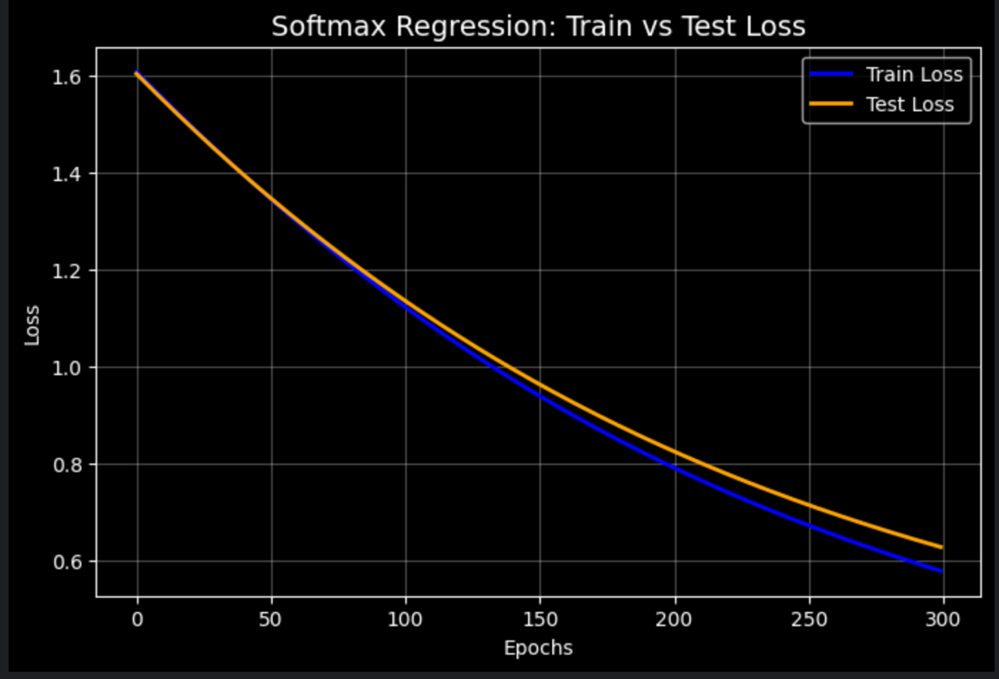 Softmax Regression: Train vs Test Loss
Train Loss
Test Loss
1.6
1.4
1.2
1.0
0.8
0.6
Loss
0 50 100 150 200 250 300
Epochs